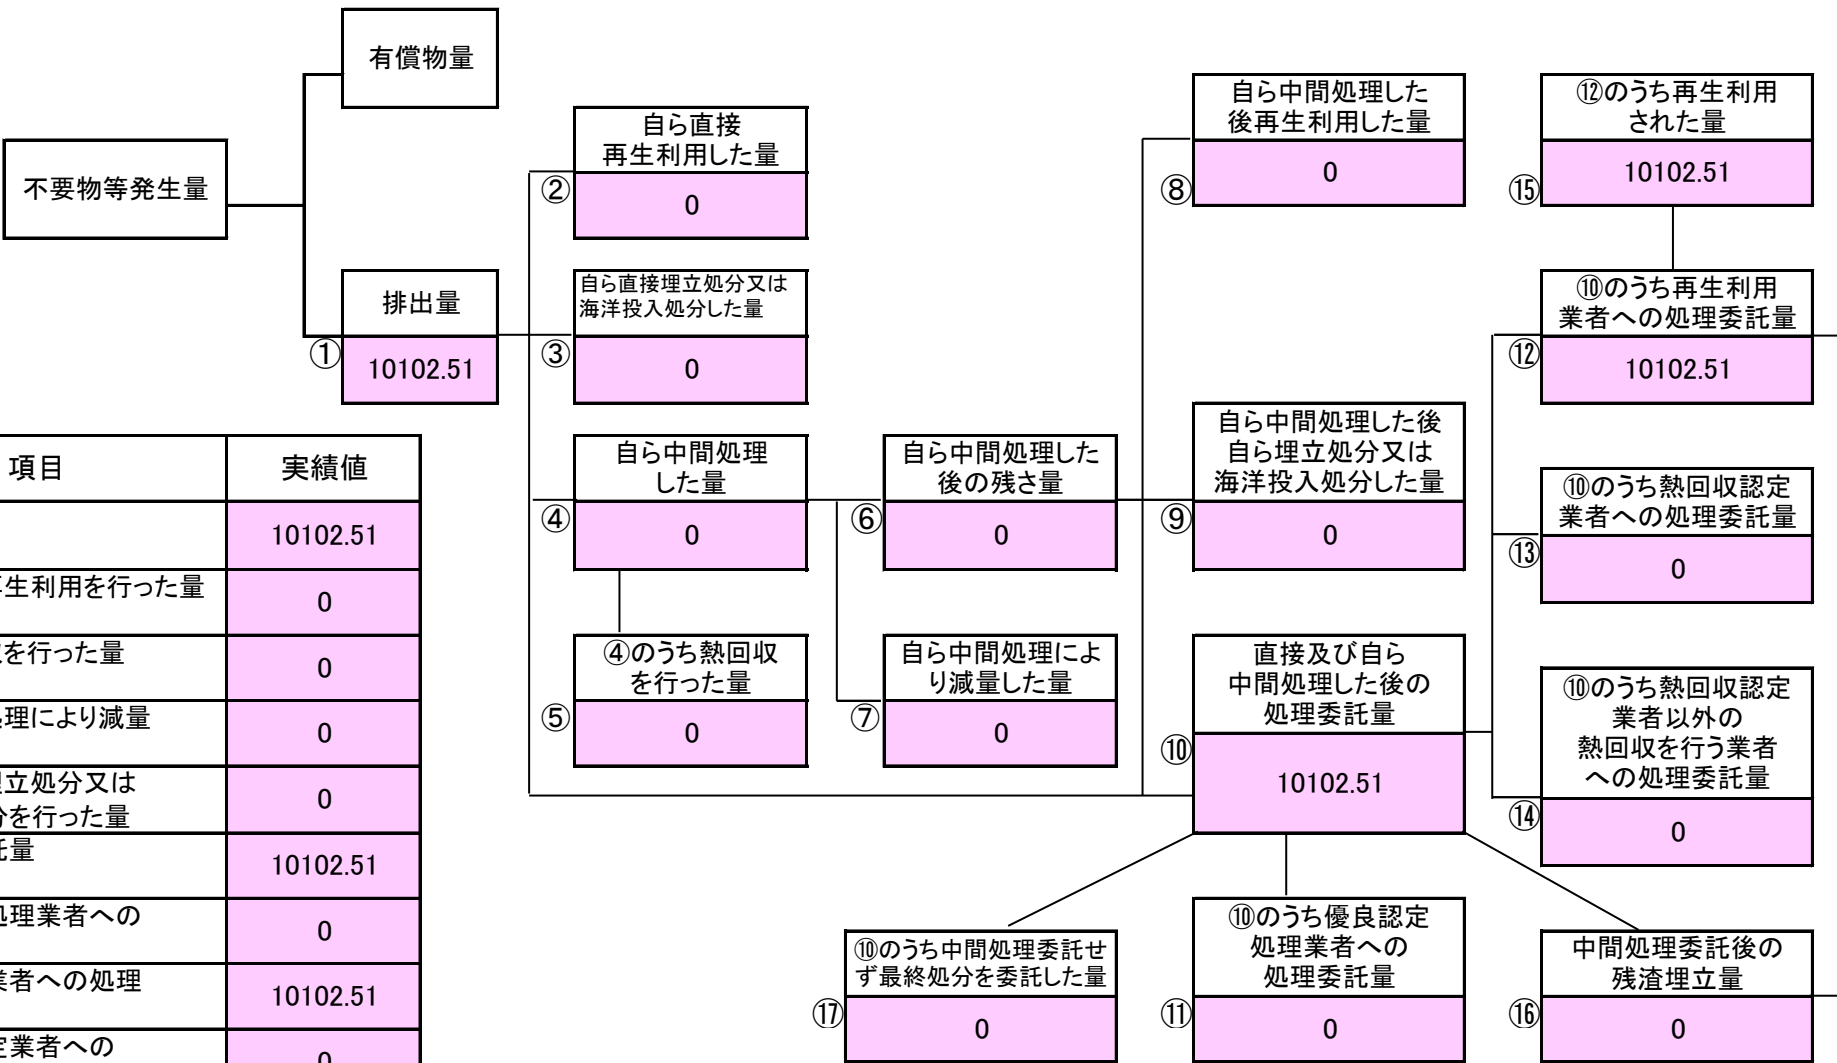 有償物量
不要物等発生量
排出量
①
10102.51
自ら直接
再生利用した量
②
0
自ら直接埋立処分又は
海洋投入処分した量
③
0
自ら中間処理
した量
④
0
④のうち熱回収
を行った量
⑤
0
自ら中間処理した
後の残さ量
⑥
0
自ら中間処理によ
り減量した量
⑦
0
自ら中間処理した
後再生利用した量
⑧
0
自ら中間処理した後
自ら埋立処分又は
海洋投入処分した量
⑨
0
直接及び自ら
中間処理した後の
処理委託量
⑩
10102.51
⑫のうち再生利用
された量
⑮
10102.51
⑩のうち再生利用
業者への処理委託量
⑫
10102.51
⑩のうち熱回収認定
業者への処理委託量
⑬
0
⑩のうち熱回収認定
業者以外の
熱回収を行う業者
への処理委託量
⑭
0
⑩のうち中間処理委託せ
ず最終処分を委託した量
⑰
0
⑩のうち優良認定
処理業者への
処理委託量
⑪
0
中間処理委託後の
残渣埋立量
⑯
0
項目 実績値
10102.51
生利用を行った量
0
を行った量
0
理により減量
0
立処分又は
を行った量
0
量
10102.51
処理業者への
0
業者への処理
10102.51
業者への
0